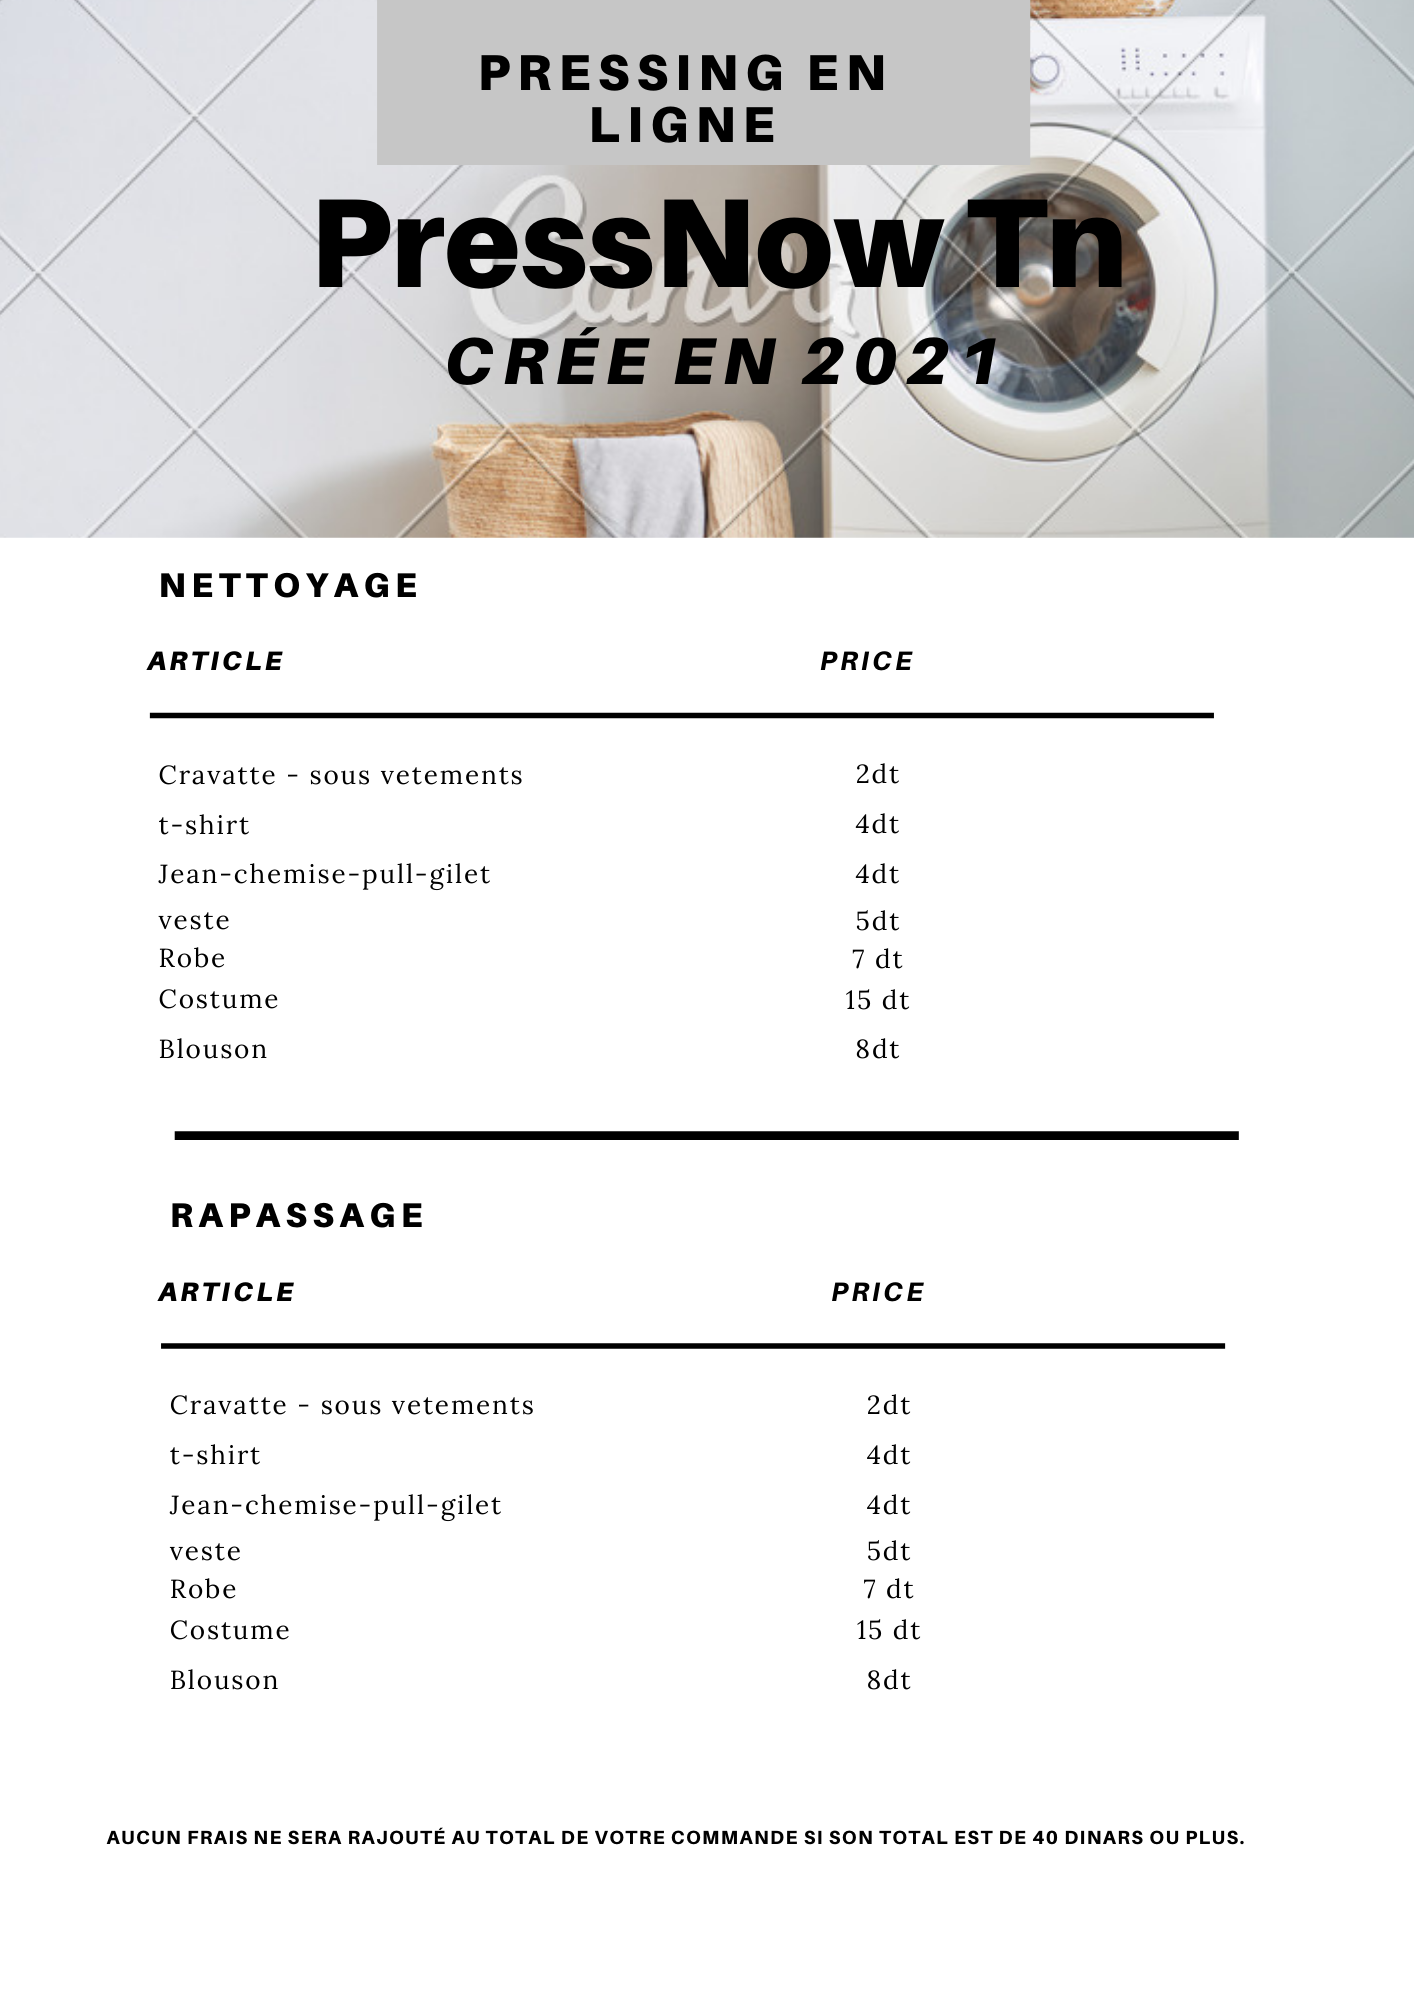 PRESSING EN
LIGNE
Canva
PressNow Tn
CRÉE EN 2021
NETTOYAGE
ARTICLE PRICE
Cravatte - sous vetements 2dt
t-shirt 4dt
Jean-chemise-pull-gilet 4dt
veste 5dt
Robe 7 dt
Costume 15 dt
Blouson 8dt
RAPASSAGE
ARTICLE PRICE
Cravatte - sous vetements 2dt
t-shirt 4dt
Jean-chemise-pull-gilet 4dt
veste 5dt
Robe 7 dt
Costume 15 dt
Blouson 8dt
AUCUN FRAIS NE SERA RAJOUTÉ AU TOTAL DE VOTRE COMMANDE SI SON TOTAL EST DE 40 DINARS OU PLUS.